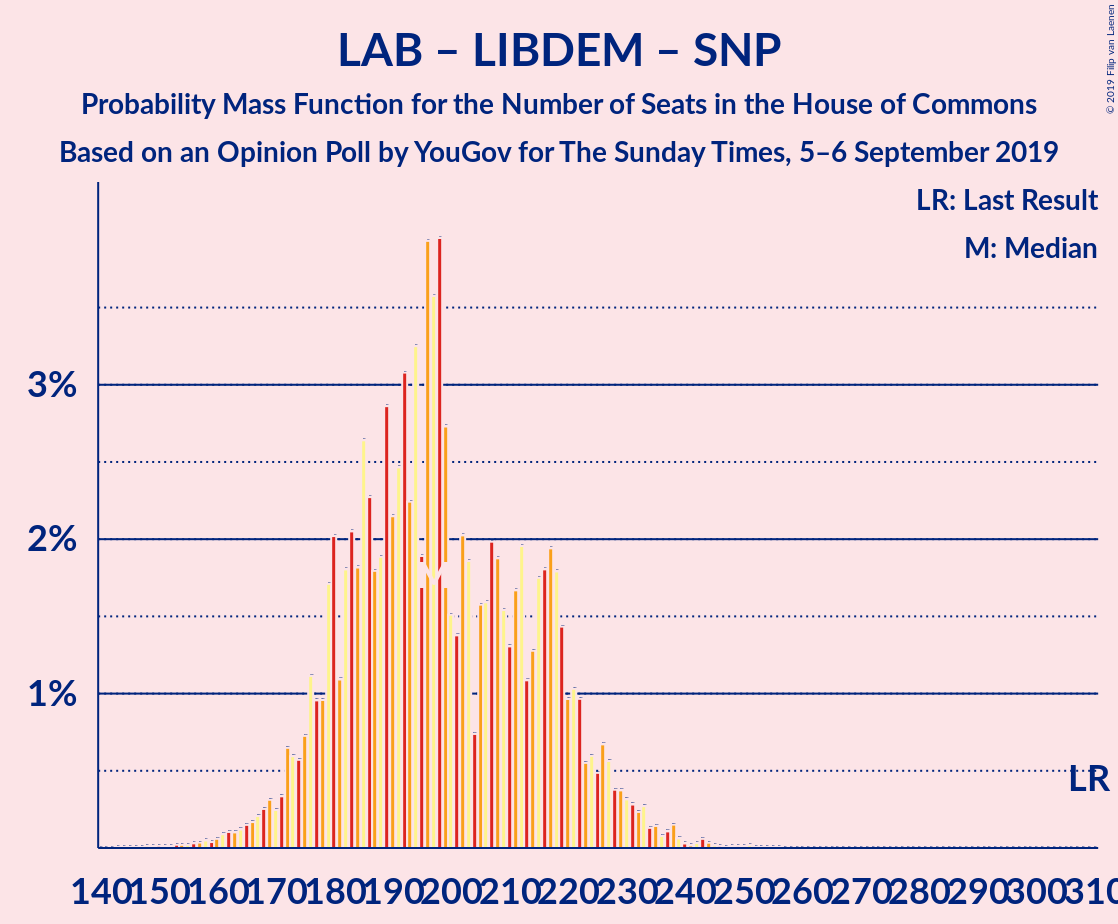 LAB – LIBDEM – SNP
Probability Mass Function for the Number of Seats in the House of Commons
Based on an Opinion Poll by YouGov for The Sunday Times, 5–6 September 2019
© 2019 Filip van Laenen
LR: Last Result
M: Median
3%
2%
1%
M
LR
140 150 160 170 180 190 200 210 220 230 240 250 260 270 280 290 300 310